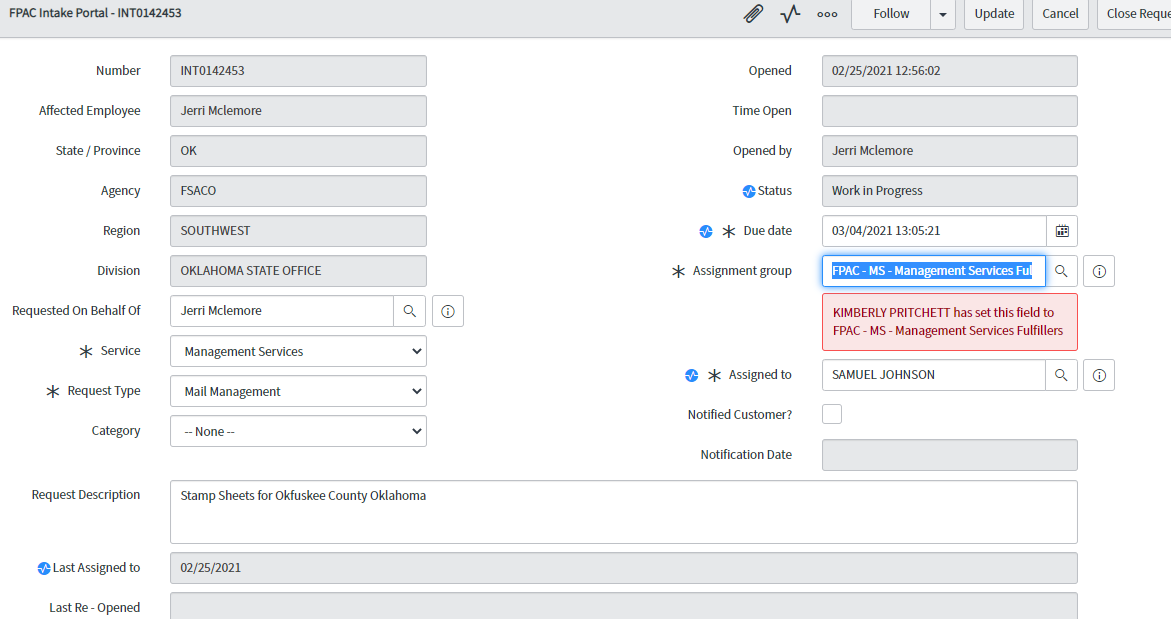 FPAC Intake Portal - INT0142453
Follow
Update
Cancel
Close Reque
Number
INT0142453
Opened
02/25/2021 12:56:02
Affected Employee
Jerri Mclemore
Time Open
State / Province
OK
Opened by
Jerri Mclemore
Agency
FSACO
Status
Work in Progress
Region
SOUTHWEST
Due date
03/04/2021 13:05:21
Division
OKLAHOMA STATE OFFICE
Assignment group
FPAC - MS - Management Services Ful
Requested On Behalf Of
Jerri Mclemore
KIMBERLY PRITCHETT has set this field to
FPAC - MS - Management Services Fulfillers
Service
Management Services
Assigned to
SAMUEL JOHNSON
Request Type
Mail Management
Notified Customer?
Category
-- None --
Notification Date
Request Description
Stamp Sheets for Okfuskee County Oklahoma
Last Assigned to
02/25/2021
Last Re - Opened